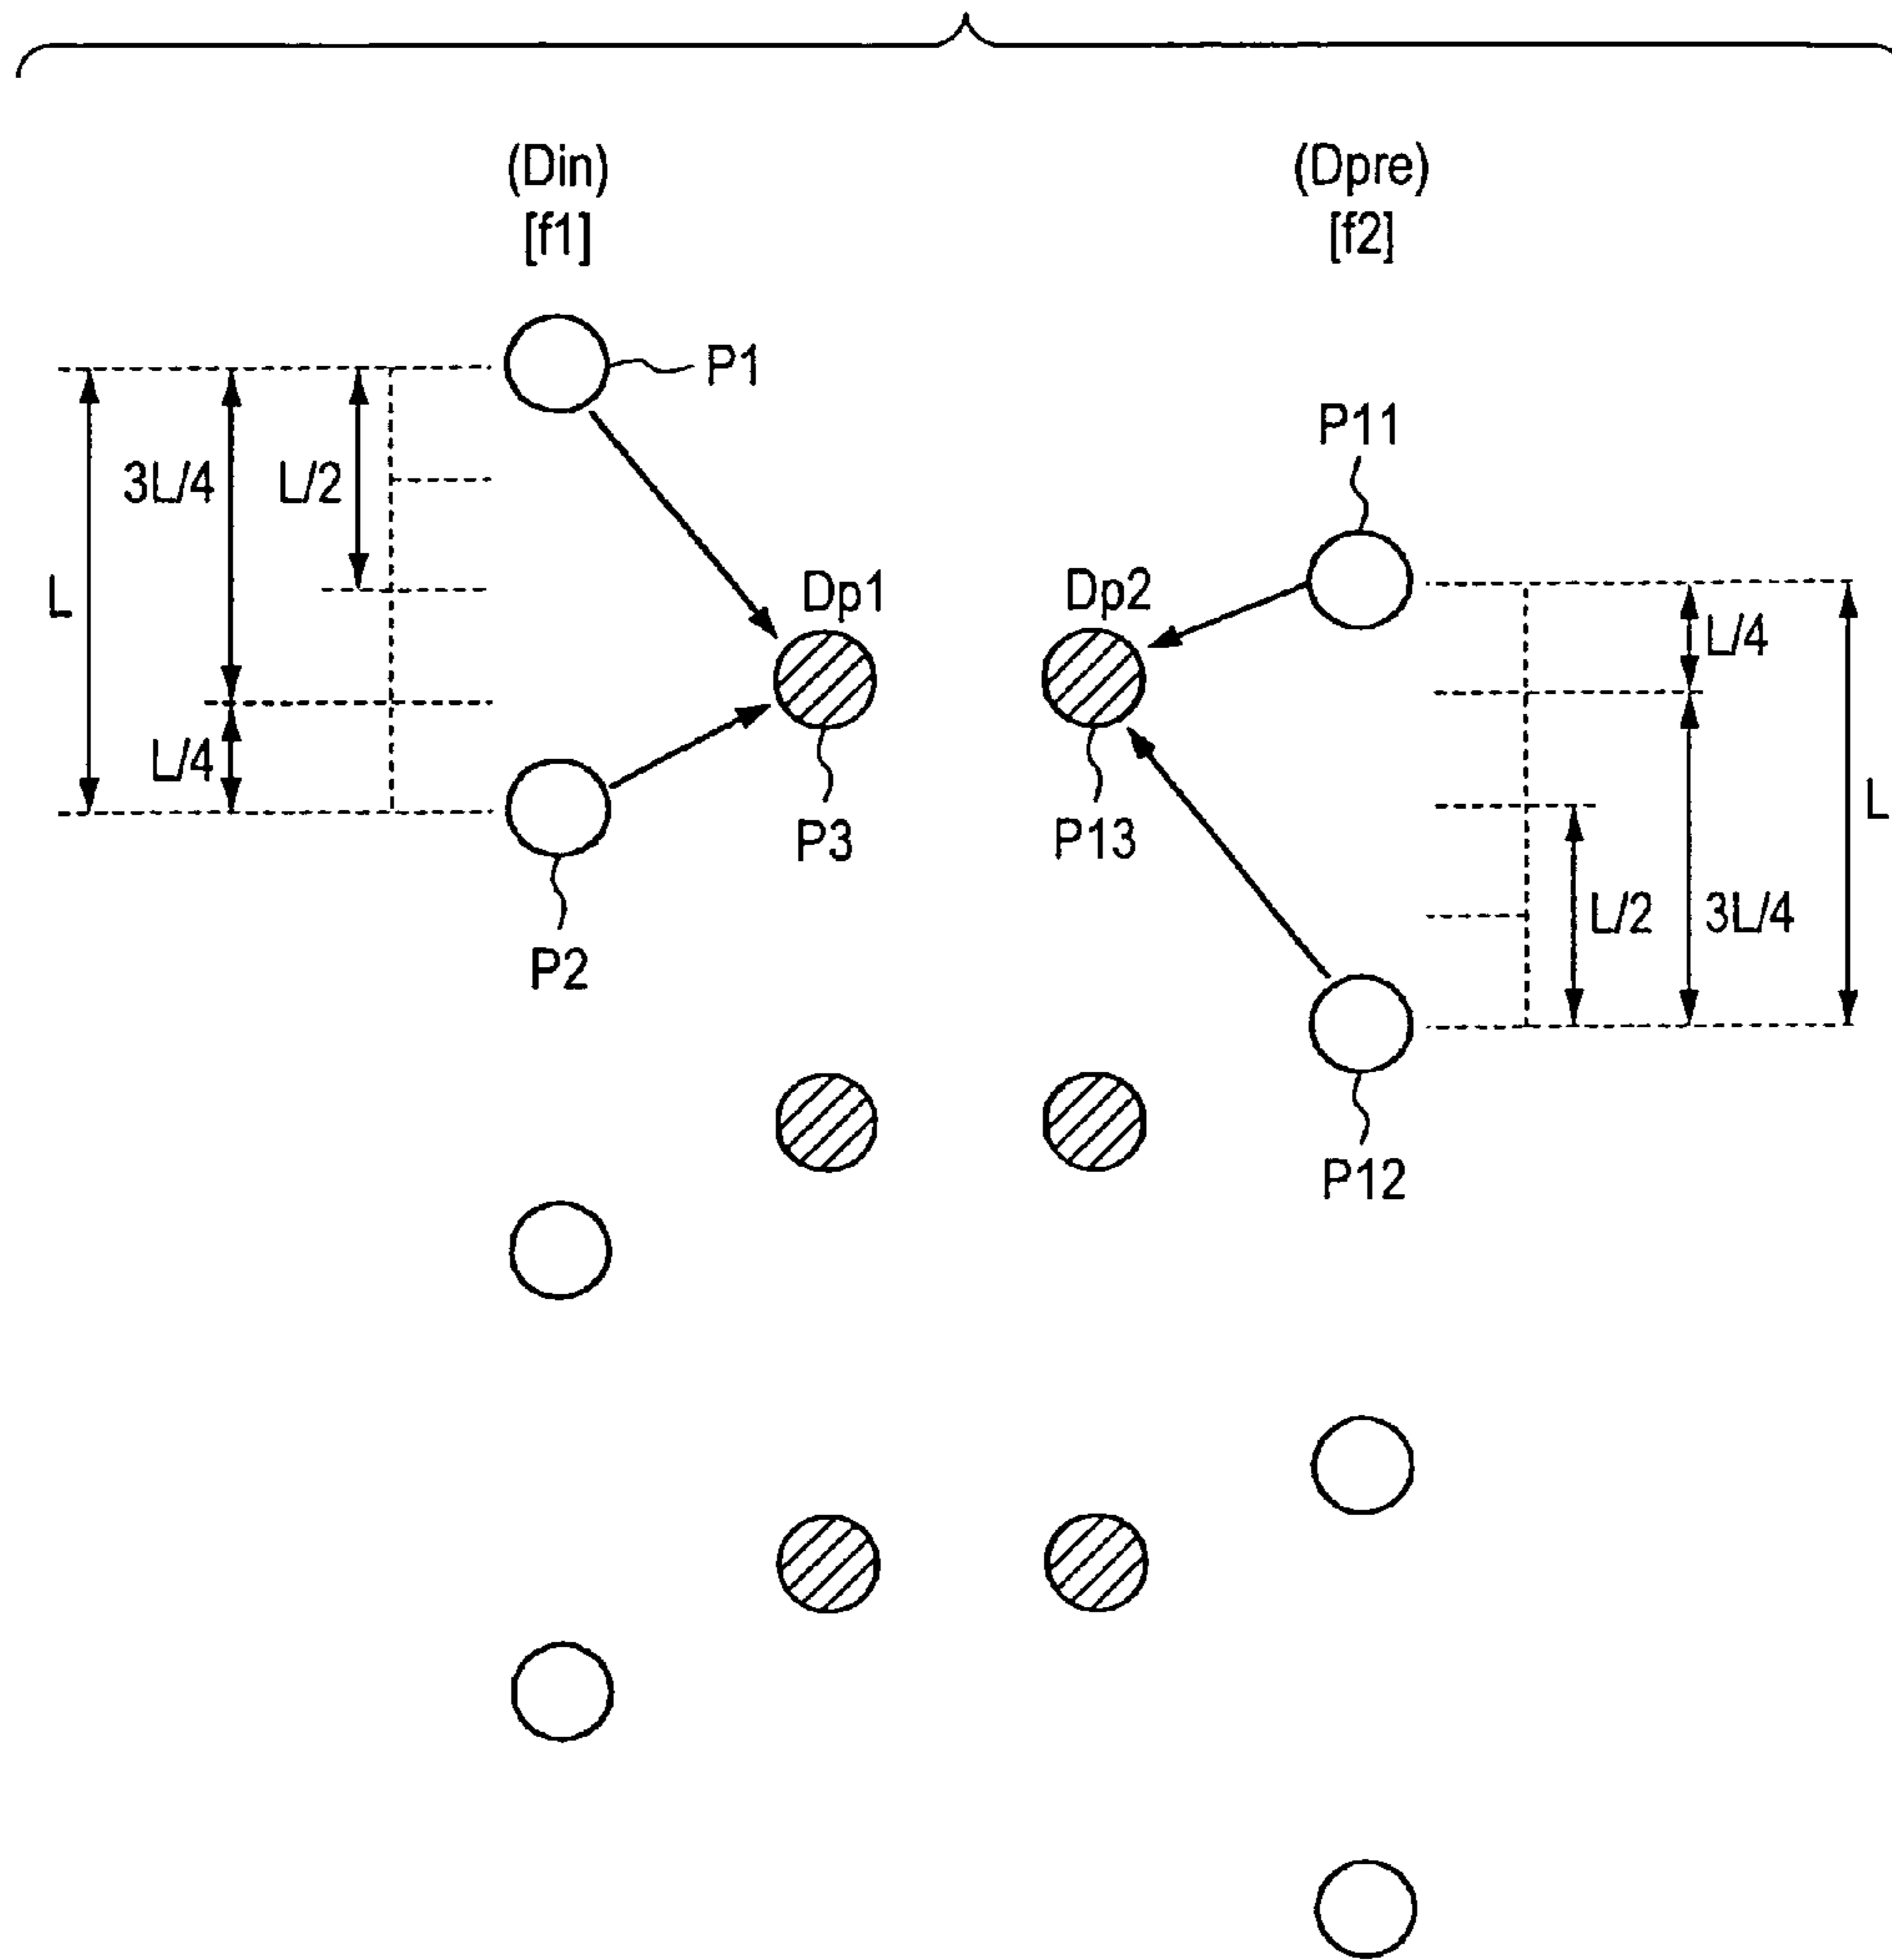 (Din)
[f1]
(Dpre)
[f2]
P1
P11
3L/4
L/2
L
Dp1
Dp2
L/4
L/4
L
P3
P13
P2
L/2
3L/4
P12